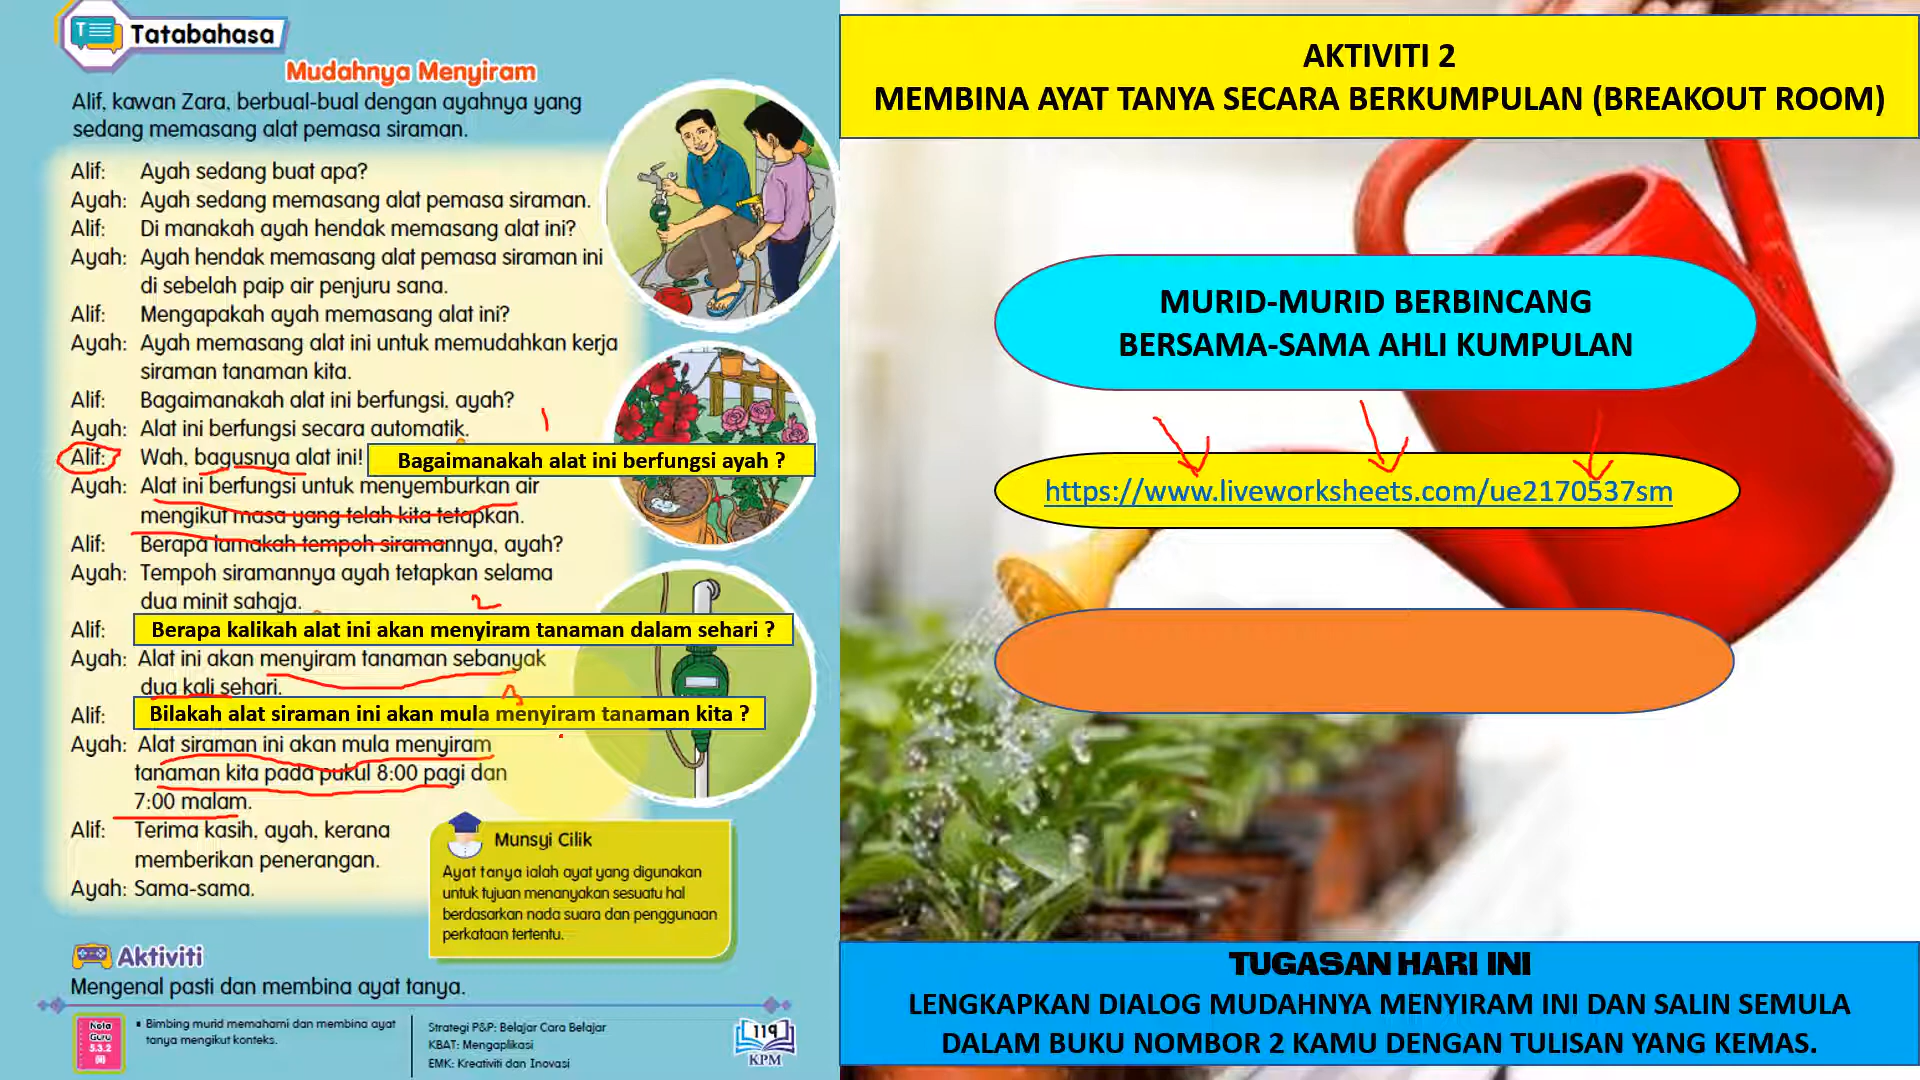 Tatabahasa
Mudahnya Menyiram
Alif, kawan Zara, berbual-bual dengan ayahnya yang
sedang memasang alat pemasa siraman.
Alif: Ayah sedang buat apa?
Ayah: Ayah sedang memasang alat pemasa siraman.
Alif: Di manakah ayah hendak memasang alat ini?
Ayah: Ayah hendak memasang alat pemasa siraman ini
di sebelah paip air penjuru sana.
Alif: Mengapakah ayah memasang alat ini?
Ayah: Ayah memasang alat ini untuk memudahkan kerja
siraman tanaman kita.
Alif: Bagaimanakah alat ini berfungsi, ayah?
1
Ayah: Alat ini berfungsi secara automatik.
Alif: Wah, bagusnya alat ini! Bagaimanakah alat ini berfungsi ayah ?
Ayah: Alat ini berfungsi untuk menyemburkan air
mengikut masa yang telah kita tetapkan.
Alif: Berapa lamakah tempoh siramannya, ayah?
Ayah: Tempoh siramannya ayah tetapkan selama
dua minit sahaja.
2
Alif: Berapa kalikah alat ini akan menyiram tanaman dalam sehari ?
Ayah: Alat ini akan menyiram tanaman sebanyak
dua kali sehari.
3
Alif: Bilakah alat siraman ini akan mula menyiram tanaman kita ?
Ayah: Alat siraman ini akan mula menyiram
tanaman kita pada pukul 8:00 pagi dan
7:00 malam.
Alif: Terima kasih, ayah, kerana
memberikan penerangan.
Ayah: Sama-sama.
Munsyi Cilik
Ayat tanya ialah ayat yang digunakan
untuk tujuan menanyakan sesuatu hal
berdasarkan nada suara dan penggunaan
perkataan tertentu.
Aktiviti
Mengenal pasti dan membina ayat tanya.
Nota
Guru
5.3.2
(ii)
Bimbing murid memahami dan membina ayat
tanya mengikut konteks.
Strategi P&P: Belajar Cara Belajar
KBAT: Mengaplikasi
EMK: Kreativiti dan Inovasi
119
KPM
AKTIVITI 2
MEMBINA AYAT TANYA SECARA BERKUMPULAN (BREAKOUT ROOM)
MURID-MURID BERBINCANG
BERSAMA-SAMA AHLI KUMPULAN
https://www.liveworksheets.com/ue2170537sm
TUGASAN HARI INI
LENGKAPKAN DIALOG MUDAHNYA MENYIRAM INI DAN SALIN SEMULA
DALAM BUKU NOMBOR 2 KAMU DENGAN TULISAN YANG KEMAS.